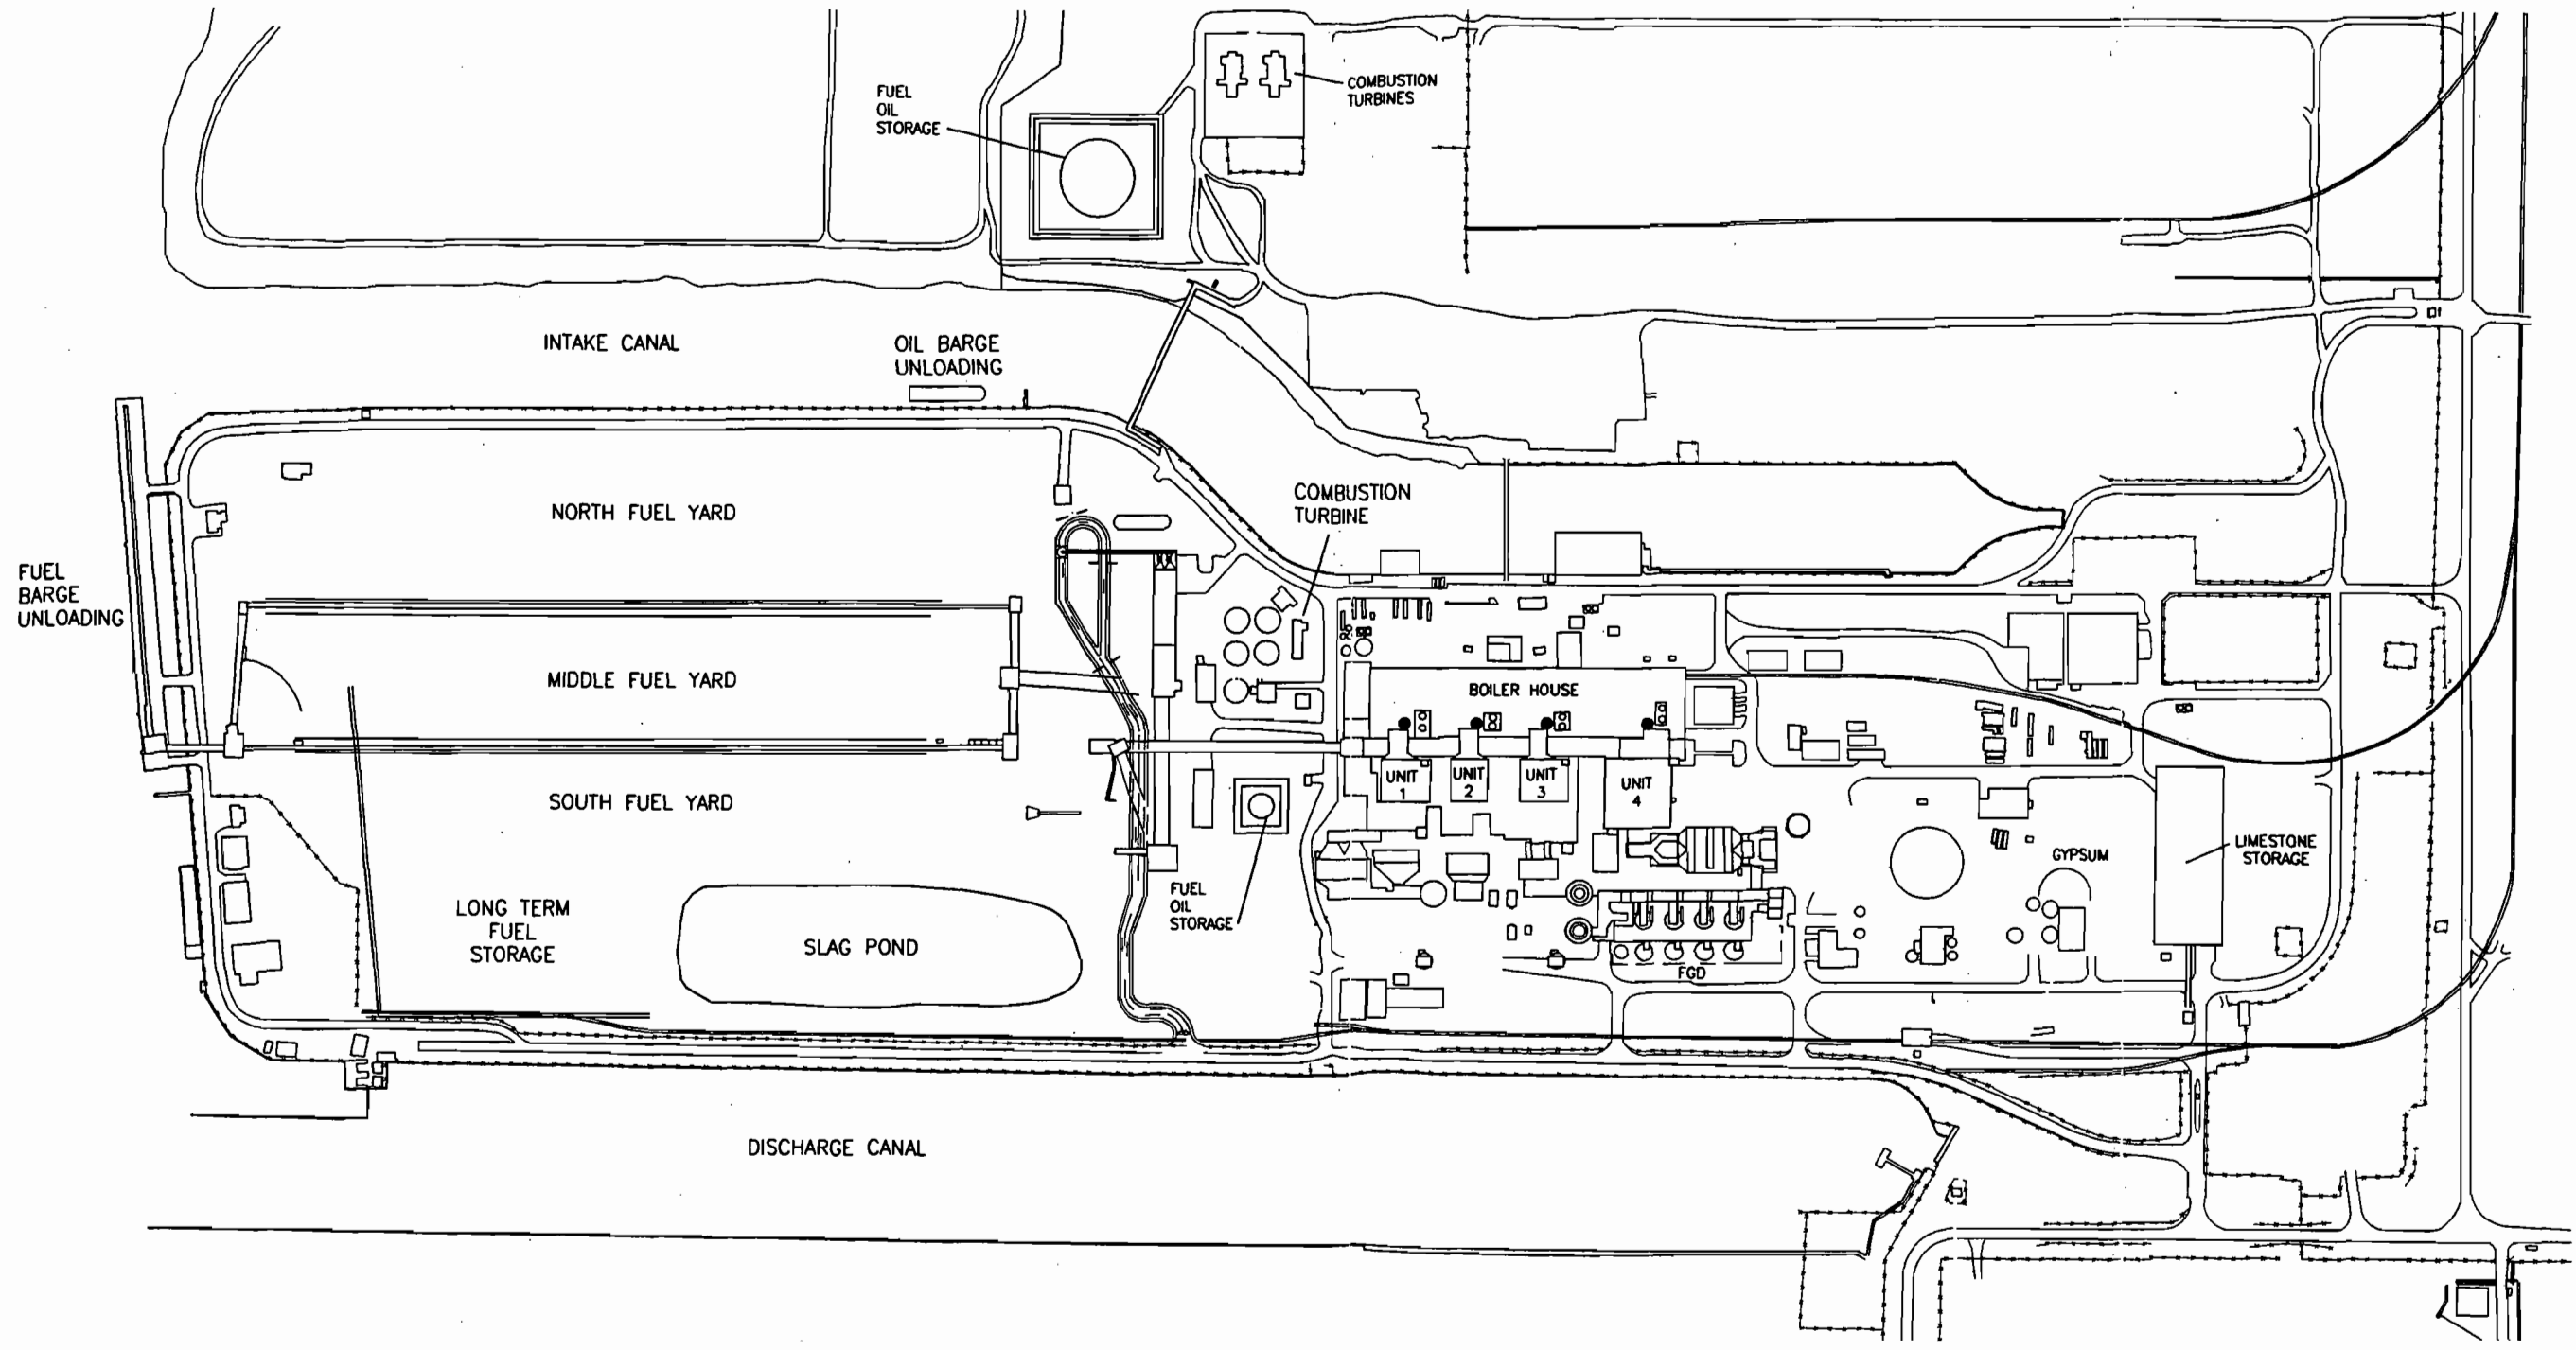 FUEL
OIL
STORAGE
COMBUSTION
TURBINES
INTAKE CANAL
OIL BARGE
UNLOADING
NORTH FUEL YARD
COMBUSTION
TURBINE
FUEL
BARGE
UNLOADING
MIDDLE FUEL YARD
BOILER HOUSE
SOUTH FUEL YARD
UNIT
1
UNIT
2
UNIT
3
UNIT
4
LIMESTONE
STORAGE
GYPSUM
LONG TERM
FUEL
STORAGE
SLAG POND
FUEL
OIL
STORAGE
FGD
DISCHARGE CANAL